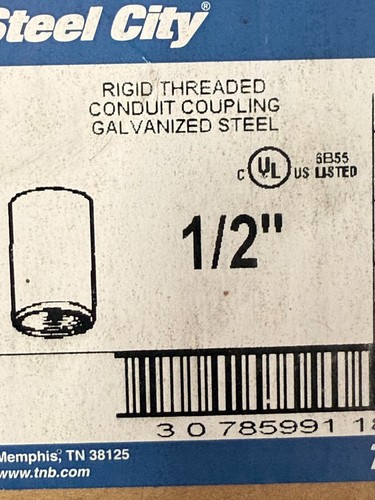 Steel City®
RIGID THREADED
CONDUIT COUPLING
GALVANIZED STEEL
C UL US 6B55 LISTED
1/2"
3 0 785991 18
Memphis, TN 38125
www.tnb.com